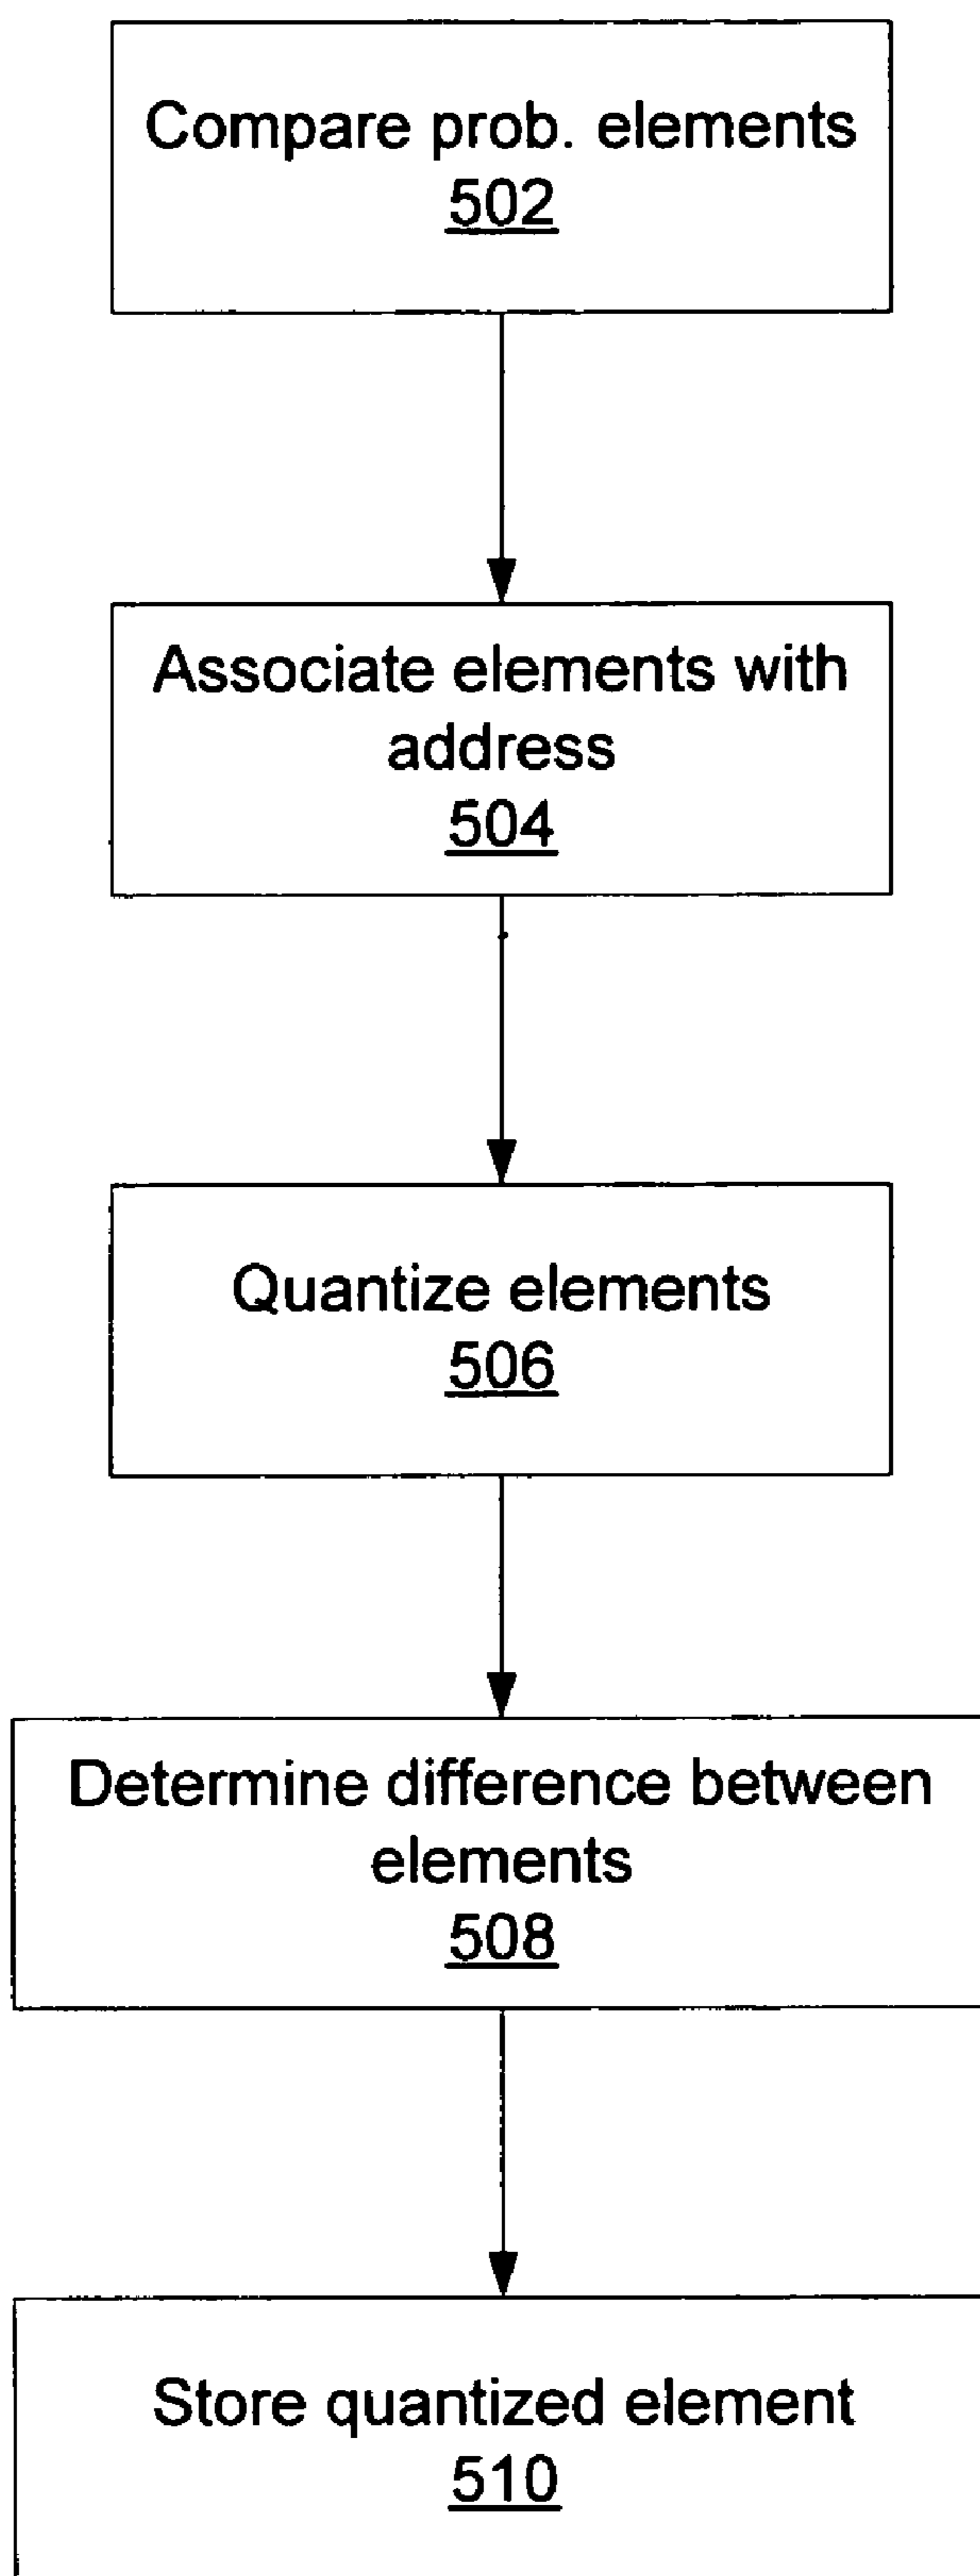 Compare prob. elements
502
Associate elements with
address
504
Quantize elements
506
Determine difference between
elements
508
Store quantized element
510